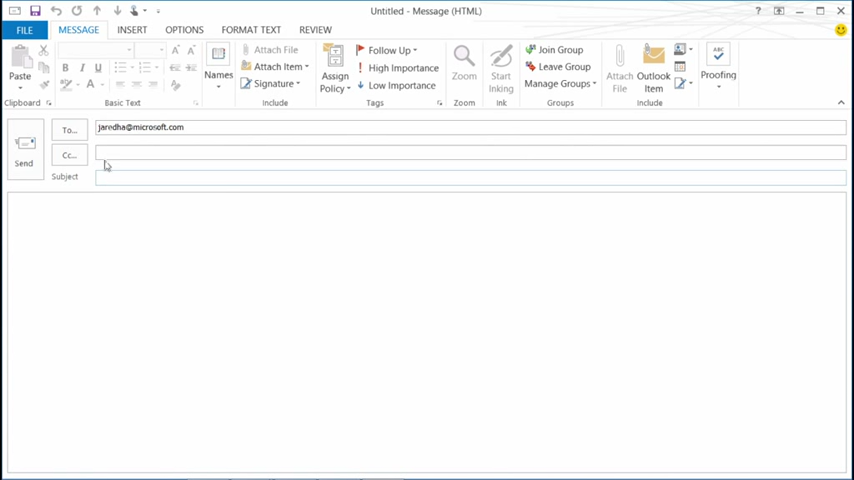 Untitled - Message (HTML)
?
FILE MESSAGE INSERT OPTIONS FORMAT TEXT REVIEW
Paste
B I U
A A A
Names
Attach File
Attach Item
Signature
Assign
Policy
Follow Up
High Importance
Low Importance
Zoom
Start
Inking
Join Group
Leave Group
Manage Groups
Attach
File
Outlook
Item
ABC
Proofing
Clipboard Basic Text Include Tags Zoom Ink Groups Include
To... jaredha@microsoft.com
Cc...
Send
Subject